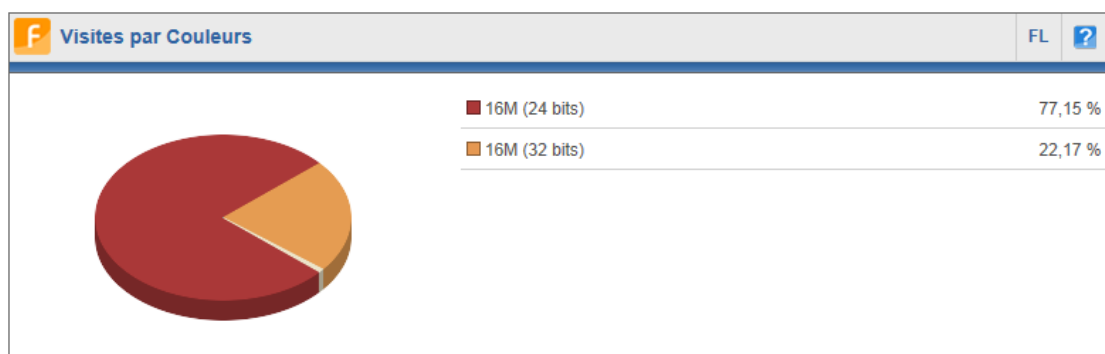 F Visites par Couleurs FL ?
16M (24 bits) 77,15 %
16M (32 bits) 22,17 %